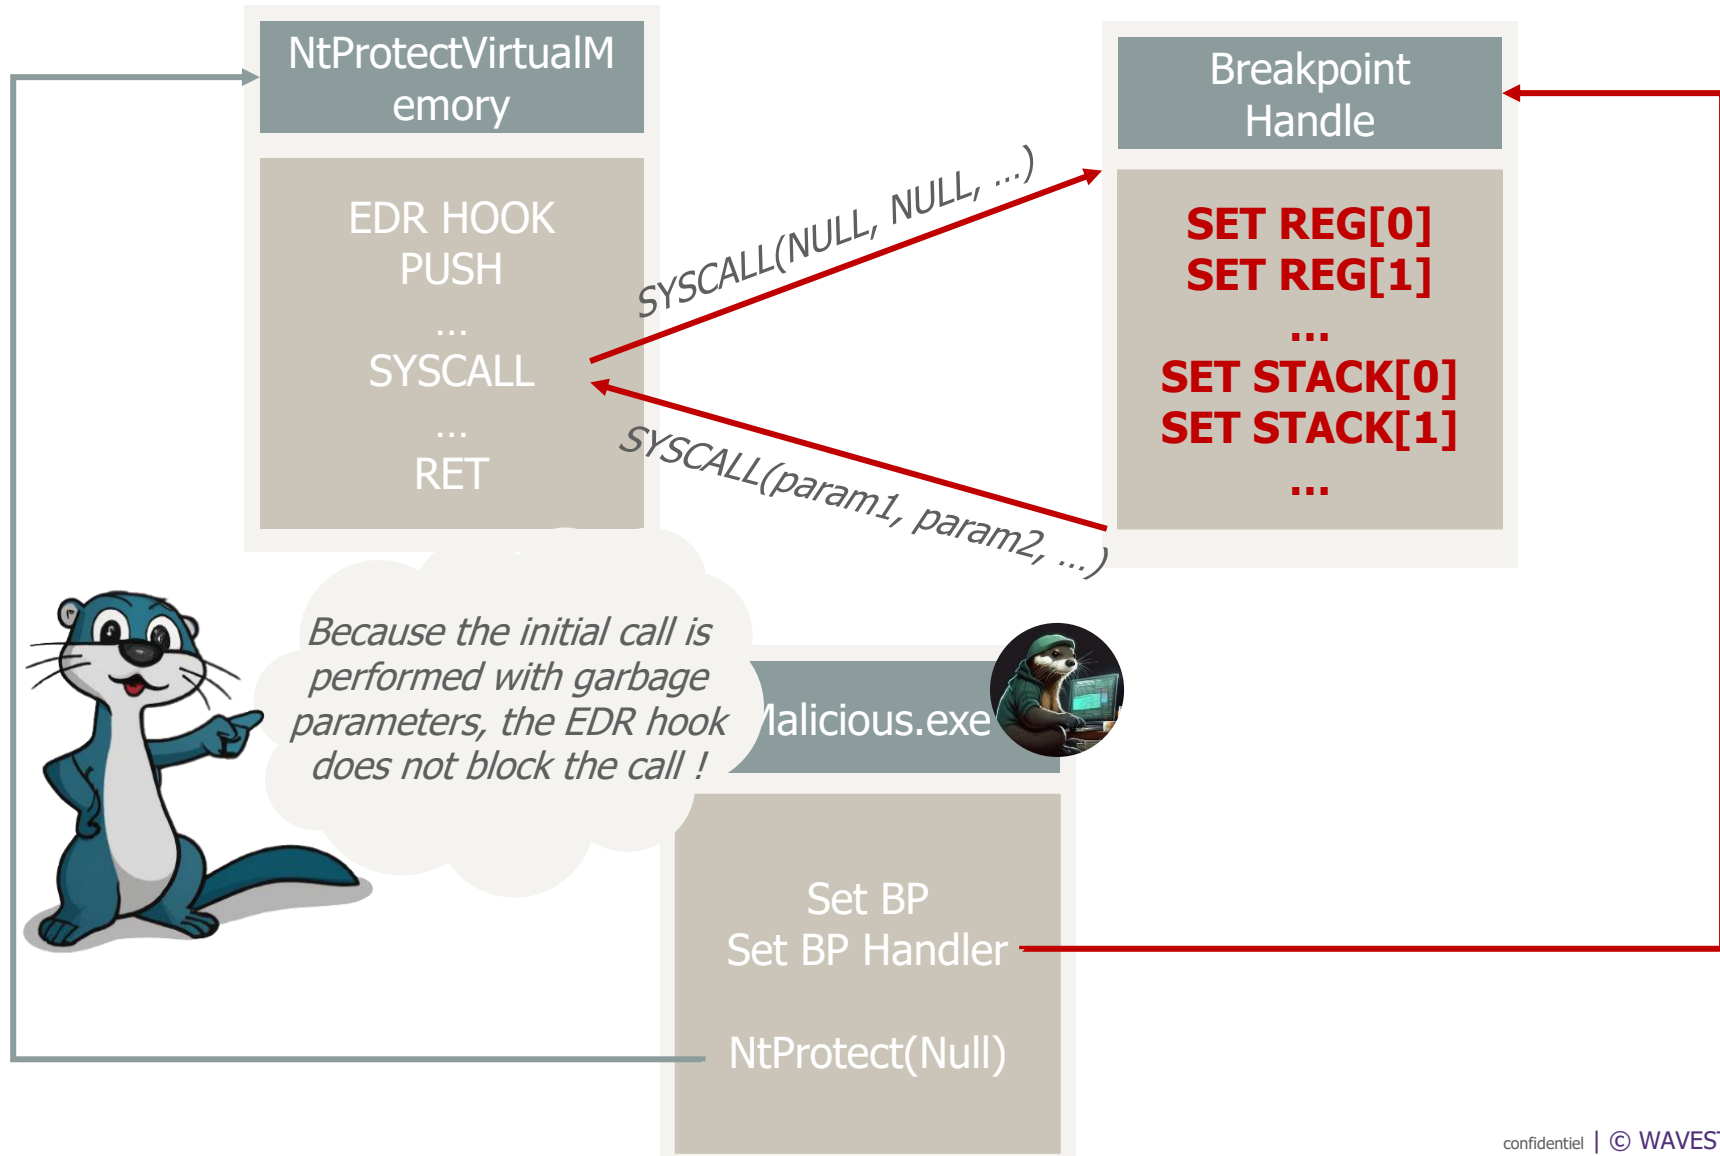 NtProtectVirtualM
emory
EDR HOOK
PUSH
...
SYSCALL
...
RET
SYSCALL(NULL, NULL, ...)
SYSCALL(param1, param2, ...)
Breakpoint
Handle
SET REG[0]
SET REG[1]
...
SET STACK[0]
SET STACK[1]
...
Because the initial call is
performed with garbage
parameters, the EDR hook
does not block the call !
Malicious.exe
Set BP
Set BP Handler
NtProtect(Null)
confidentiel | © WAVEST